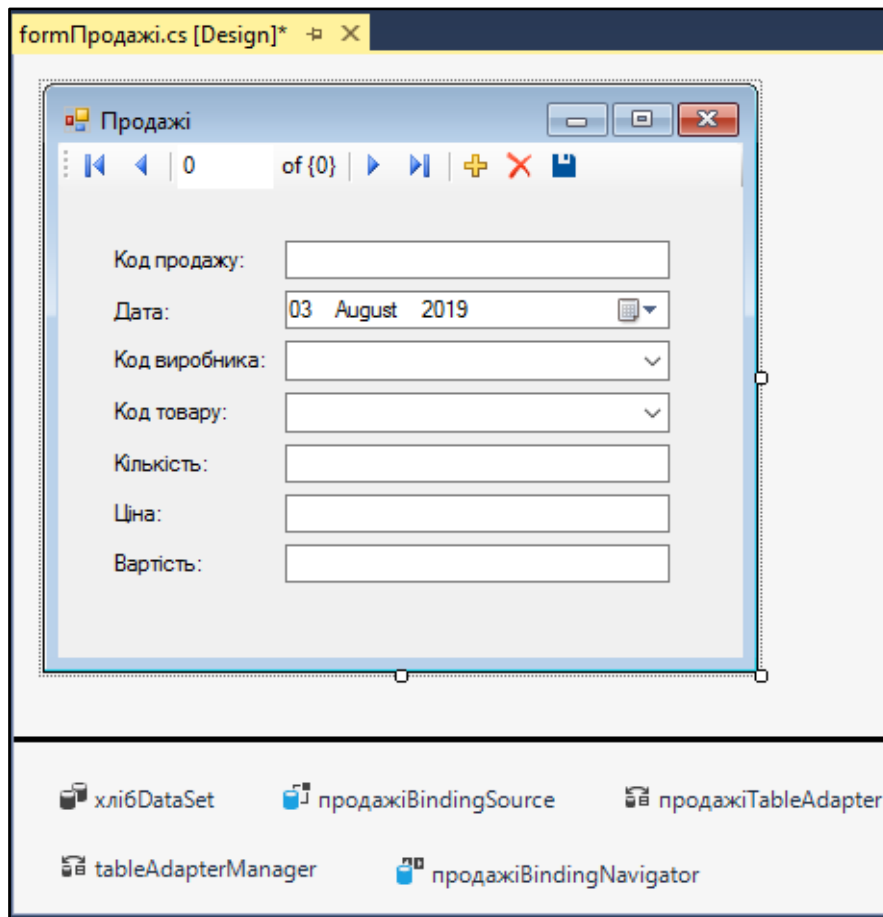 formПродажі.cs [Design]*
Продажі
0 of {0}
Код продажу:
Дата: 03 August 2019
Код виробника:
Код товару:
Кількість:
Ціна:
Вартість:
хлібDataSet продажіBindingSource продажіTableAdapter
tableAdapterManager продажіBindingNavigator